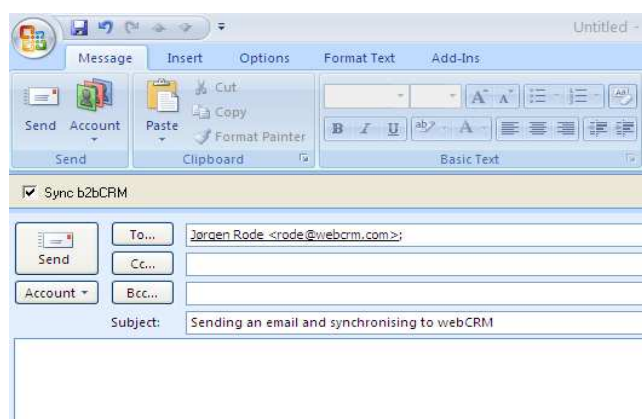 Untitled -
Message Insert Options Format Text Add-Ins
Send Account Paste Cut
Copy
Format Painter
B I U ab A
Send Clipboard Basic Text
Sync b2bCRM
Send
To... Jørgen Rode <rode@webcrm.com>;
Cc...
Account Bcc...
Subject: Sending an email and synchronising to webCRM